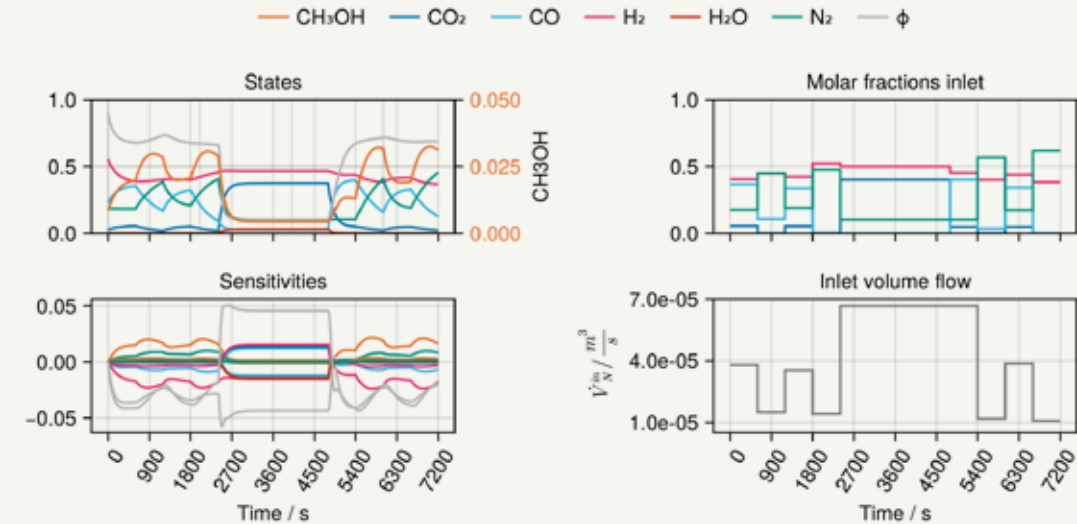 CH₃OH CO₂ CO H₂ H₂O N₂ ϕ
States
1.0
0.5
0.0
0.050
0.025
0.000
CH3OH
Molar fractions inlet
1.0
0.5
0.0
Sensitivities
0.05
0.00
−0.05
0 900 1800 2700 3600 4500 5400 6300 7200
Time / s
Inlet volume flow
V̇ᵢₙN / m³/s
7.0e-05
4.0e-05
1.0e-05
0 900 1800 2700 3600 4500 5400 6300 7200
Time / s